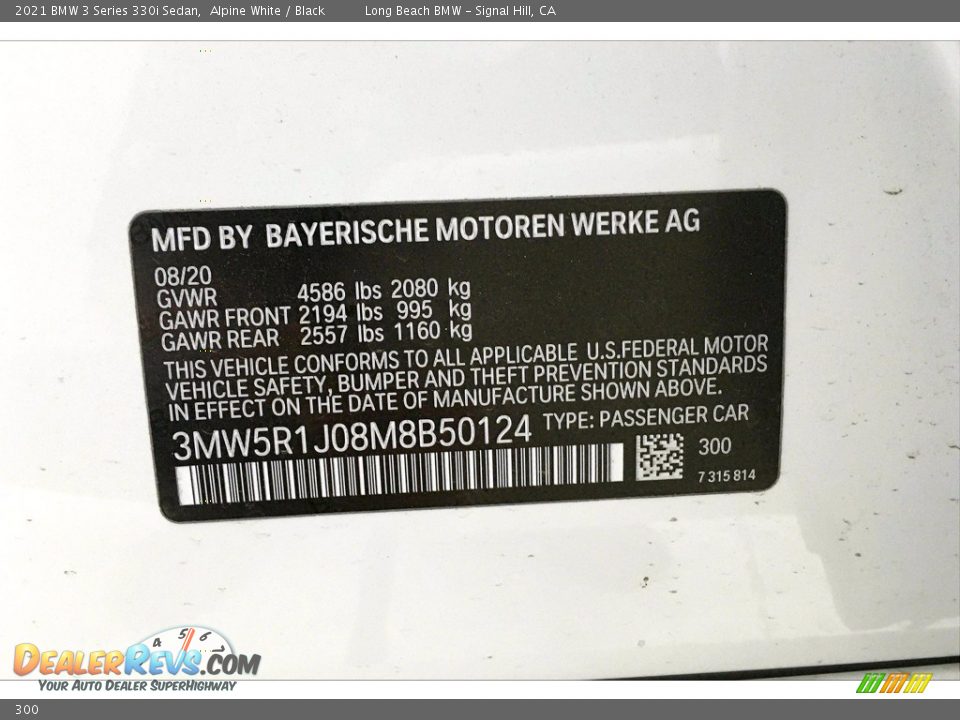 2021 BMW 3 Series 330i Sedan, Alpine White / Black Long Beach BMW - Signal Hill, CA
MFD BY BAYERISCHE MOTOREN WERKE AG
08/20
GVWR 4586 lbs 2080 kg
GAWR FRONT 2194 lbs 995 kg
GAWR REAR 2557 lbs 1160 kg
THIS VEHICLE CONFORMS TO ALL APPLICABLE U.S.FEDERAL MOTOR
VEHICLE SAFETY, BUMPER AND THEFT PREVENTION STANDARDS
IN EFFECT ON THE DATE OF MANUFACTURE SHOWN ABOVE.
3MW5R1J08M8B50124 TYPE: PASSENGER CAR
300
7 315 814
4 5 6
DEALERREVS.COM
YOUR AUTO DEALER SUPERHIGHWAY
300